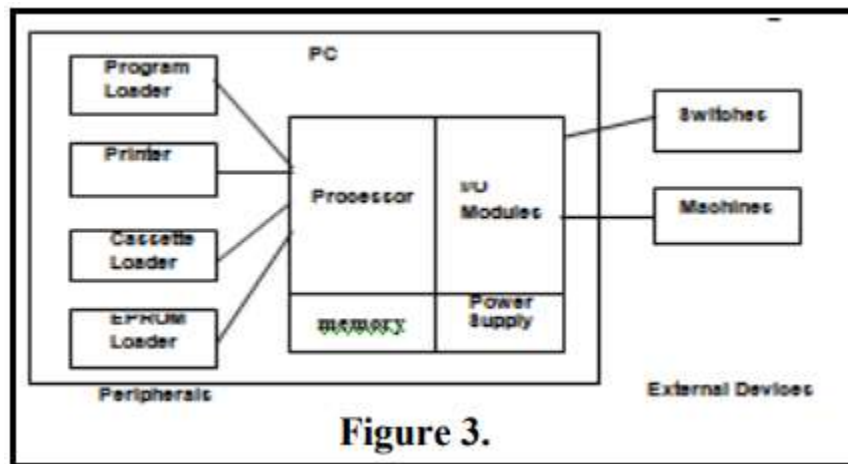 PC
Program
Loader
Printer
Cassette
Loader
EPROM
Loader
Processor
I/O
Modules
memory
Power
Supply
Switches
Machines
Peripherals
External Devices
Figure 3.